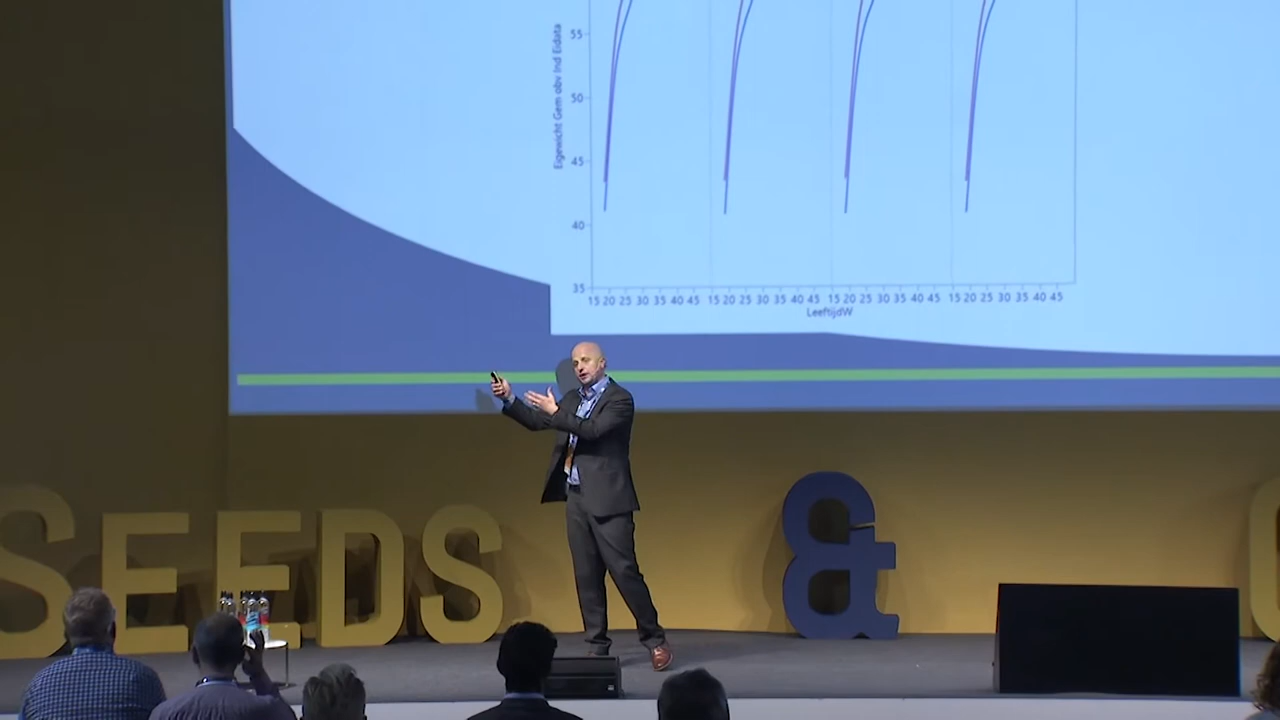 55
50
45
40
35
Eigewicht Gem obv Ind Eidata
15 20 25 30 35 40 45 15 20 25 30 35 40 45 15 20 25 30 35 40 45 15 20 25 30 35 40 45
LeeftijdW
SEEDS &